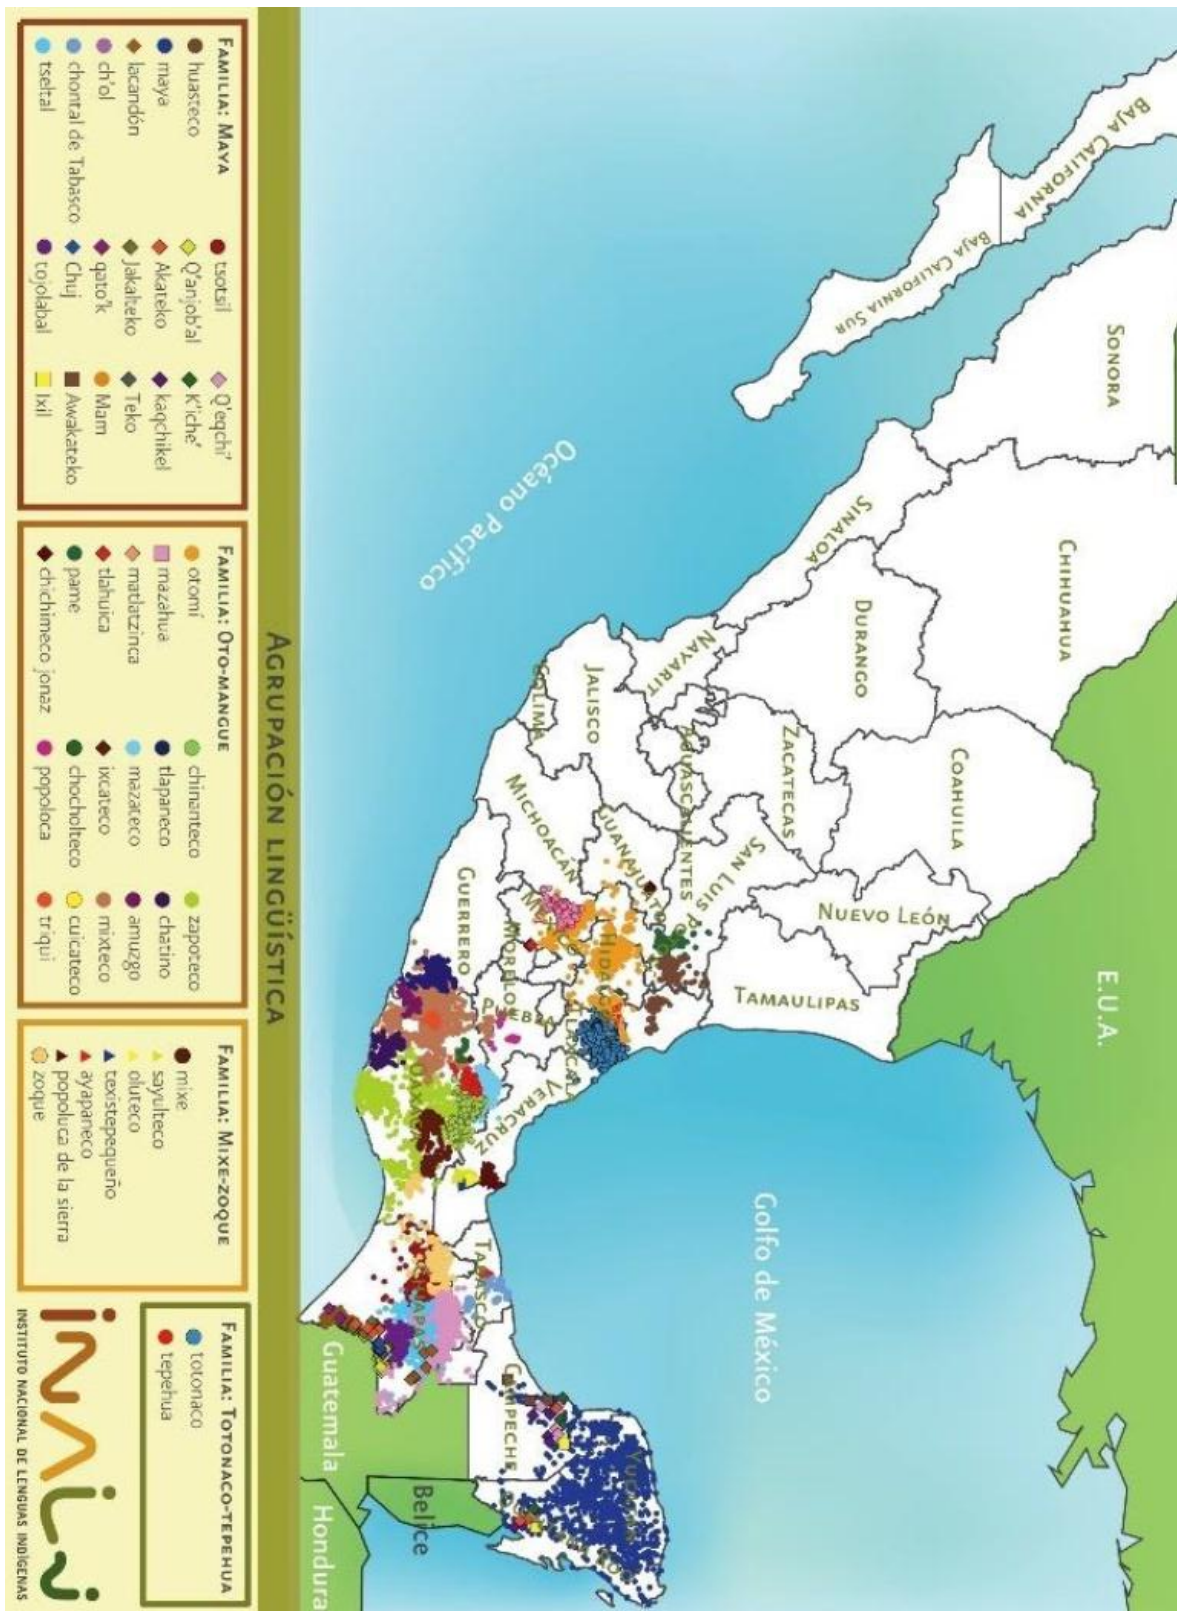 BAJA CALIFORNIA
BAJA CALIFORNIA SUR
SONORA
CHIHUAHUA
SINALOA
DURANGO
COAHUILA
NUEVO LEÓN
TAMAULIPAS
ZACATECAS
SAN LUIS PO
NAYARIT
AGUASCALIENTES
JALISCO
COLIMA
GUANAJUATO
MICHOACÁN
HIDALGO
MORELOS
TLAXCALA
PUEBLA
VERACRUZ
GUERRERO
TABASCO
CHIAPAS
CAMPECHE
E.U.A.
Golfo de México
Océano Pacífico
Guatemala
Belice
Hondura
AGRUPACIÓN LINGÜÍSTICA
FAMILIA: MAYA
huasteco
maya
lacandón
ch'ol
chontal de Tabasco
tseltal
tsotsil
Q'anjob'al
Akateko
Jakalteko
qato'k
Chuj
tojolabal
Q'eqchi'
K'iche'
kaqchikel
Teko
Mam
Awakateko
Ixil
FAMILIA: OTO-MANGUE
otomí
mazahua
matlatzinca
tlahuica
pame
chichimeco jonaz
chinanteco
tlapaneco
mazateco
ixcateco
chocholteco
popoloca
zapoteco
chatino
amuzgo
mixteco
cuicateco
triqui
FAMILIA: MIXE-ZOQUE
mixe
sayulteco
oluteco
texistepequeño
ayapaneco
popoluca de la sierra
zoque
FAMILIA: TOTONACO-TEPEHUA
totonaco
tepehua
INALI
INSTITUTO NACIONAL DE LENGUAS INDÍGENAS